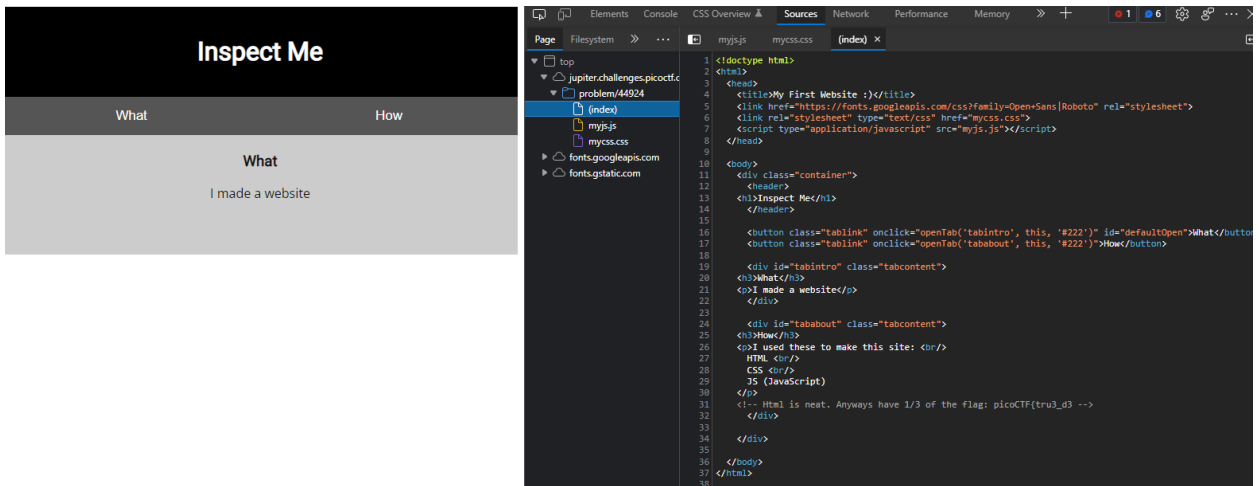 Inspect Me
What How
What
I made a website
Elements Console CSS Overview Sources Network Performance Memory 1 6
Page Filesystem myjs.js mycss.css (index) ×
top
jupiter.challenges.picoctf.c
problem/44924
(index)
myjs.js
mycss.css
fonts.googleapis.com
fonts.gstatic.com
1 <!doctype html>
2 <html>
3 <head>
4 <title>My First Website :)</title>
5 <link href="https://fonts.googleapis.com/css?family=Open+Sans|Roboto" rel="stylesheet">
6 <link rel="stylesheet" type="text/css" href="mycss.css">
7 <script type="application/javascript" src="myjs.js"></script>
8 </head>
9
10 <body>
11 <div class="container">
12 <header>
13 <h1>Inspect Me</h1>
14 </header>
15
16 <button class="tablink" onclick="openTab('tabintro', this, '#222')" id="defaultOpen">What</button
17 <button class="tablink" onclick="openTab('tababout', this, '#222')">How</button>
18
19 <div id="tabintro" class="tabcontent">
20 <h3>What</h3>
21 <p>I made a website</p>
22 </div>
23
24 <div id="tababout" class="tabcontent">
25 <h3>How</h3>
26 <p>I used these to make this site: <br/>
27 HTML <br/>
28 CSS <br/>
29 JS (JavaScript)
30 </p>
31 <!-- Html is neat. Anyways have 1/3 of the flag: picoCTF{tru3_d3 -->
32 </div>
33
34 </div>
35
36 </body>
37 </html>
38